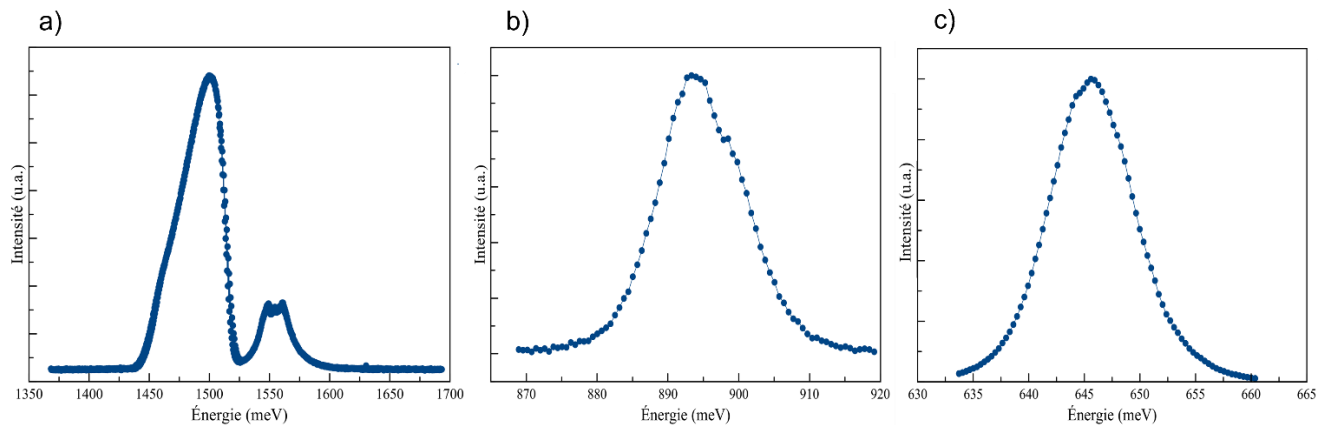 a)
b)
c)
Intensité (u.a.)
1350 1400 1450 1500 1550 1600 1650 1700
Énergie (meV)
Intensité (u.a.)
870 880 890 900 910 920
Énergie (meV)
Intensité (u.a.)
630 635 640 645 650 655 660 665
Énergie (meV)